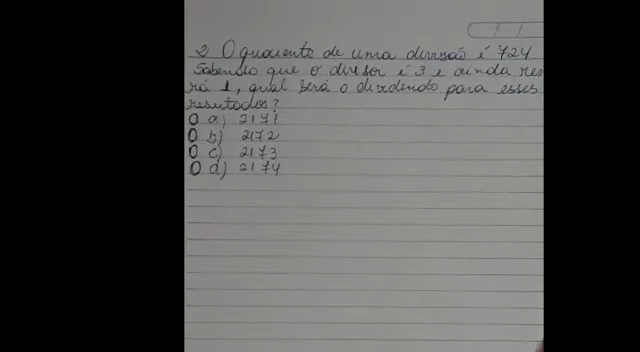 2 O quociente de uma divisão é 724
Sabendo que o divisor é 3 e ainda res
rá 1, qual será o dividendo para esses
resutados?
O a) 2171
O b) 2172
O c) 2173
O d) 2174